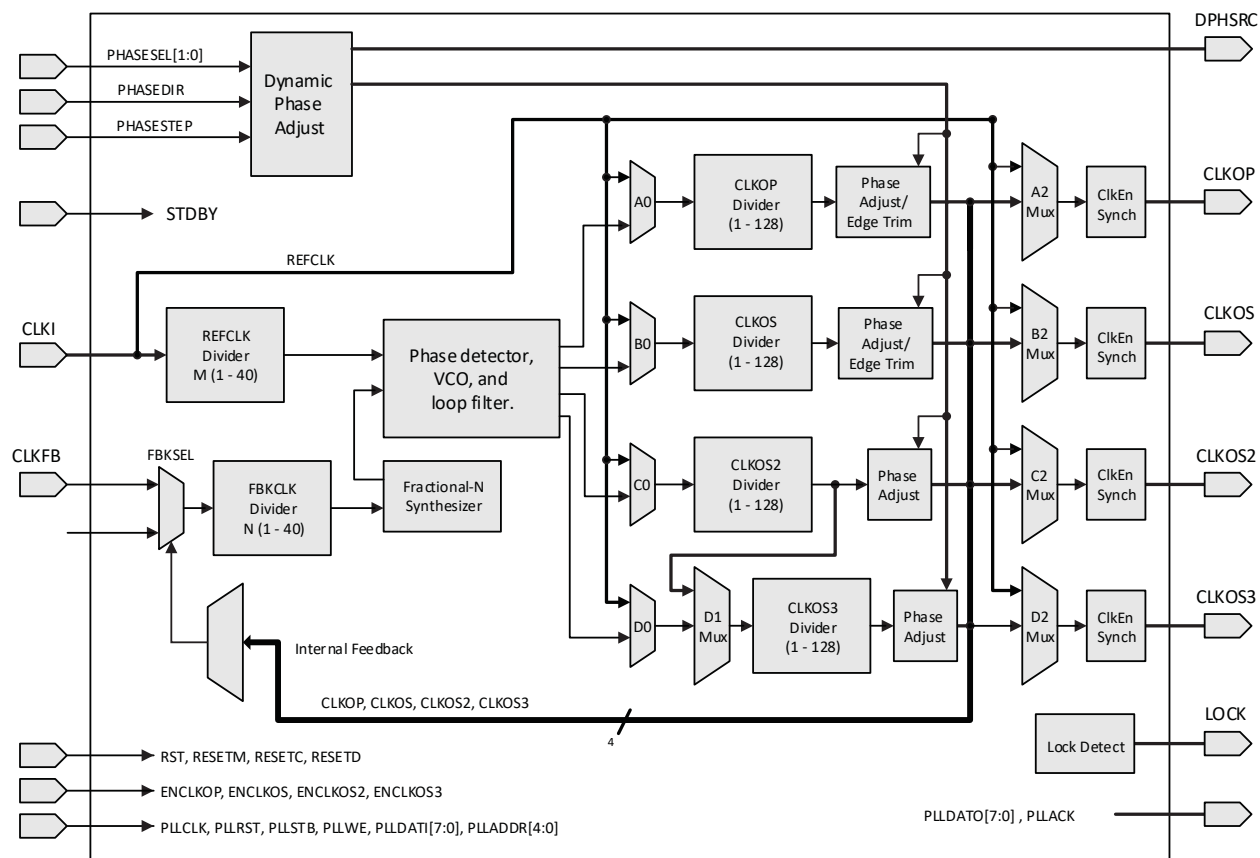 DPHSRC
PHASESEL[1:0]
PHASEDIR
PHASESTEP
Dynamic
Phase
Adjust
STDBY
REFCLK
A0
CLKOP
Divider
(1 - 128)
Phase
Adjust/
Edge Trim
A2
Mux
ClkEn
Synch
CLKOP
CLKI
REFCLK
Divider
M (1 - 40)
Phase detector,
VCO, and
loop filter.
B0
CLKOS
Divider
(1 - 128)
Phase
Adjust/
Edge Trim
B2
Mux
ClkEn
Synch
CLKOS
CLKFB
FBKSEL
FBKCLK
Divider
N (1 - 40)
Fractional-N
Synthesizer
C0
CLKOS2
Divider
(1 - 128)
Phase
Adjust
C2
Mux
ClkEn
Synch
CLKOS2
D0
D1
Mux
CLKOS3
Divider
(1 - 128)
Phase
Adjust
D2
Mux
ClkEn
Synch
CLKOS3
Internal Feedback
CLKOP, CLKOS, CLKOS2, CLKOS3
4
Lock Detect
LOCK
RST, RESETM, RESETC, RESETD
ENCLKOP, ENCLKOS, ENCLKOS2, ENCLKOS3
PLLCLK, PLLRST, PLLSTB, PLLWE, PLLDATI[7:0], PLLADDR[4:0]
PLLDATO[7:0] , PLLACK